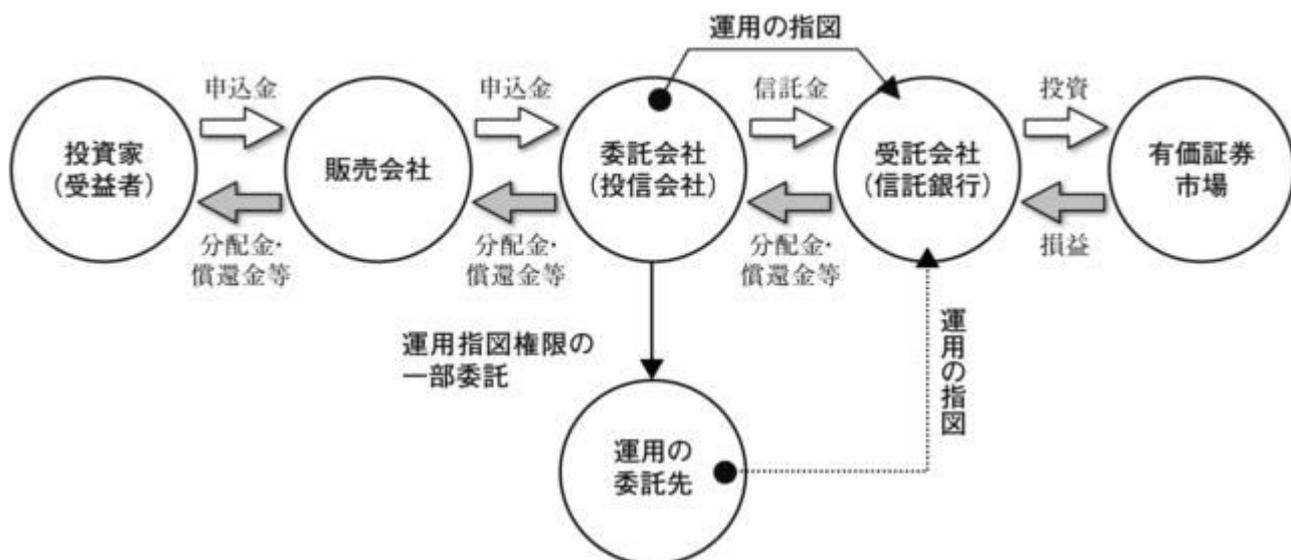 運用の指図
申込金
申込金
信託金
投資
投資家
(受益者)
販売会社
委託会社
(投信会社)
受託会社
(信託銀行)
有価証券
市場
分配金・
償還金等
分配金・
償還金等
分配金・
償還金等
損益
運用指図権限の
一部委託
運用の指図
運用の
委託先